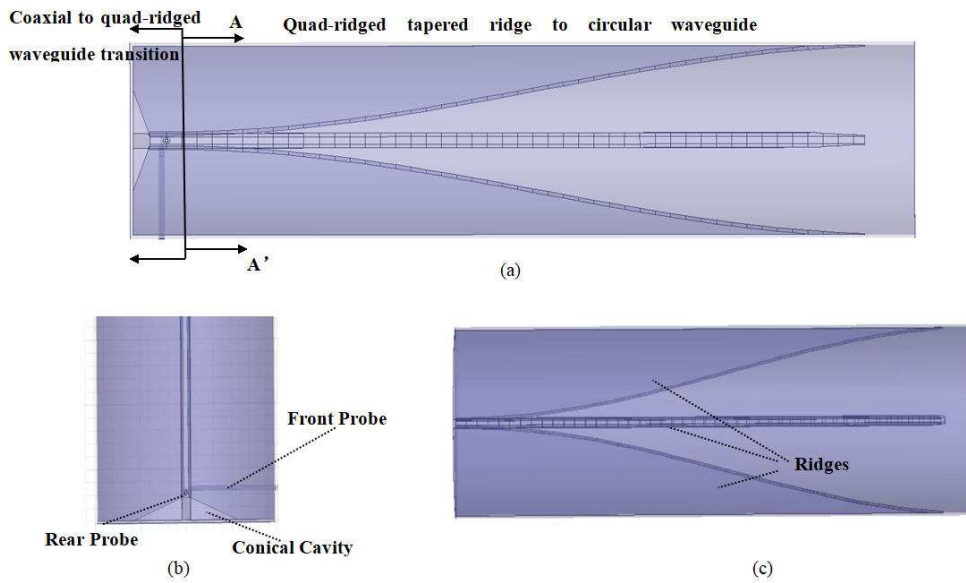 Coaxial to quad-ridged
waveguide transition
A
Quad-ridged tapered ridge to circular waveguide
A’
(a)
Front Probe
Rear Probe
Conical Cavity
(b)
Ridges
(c)